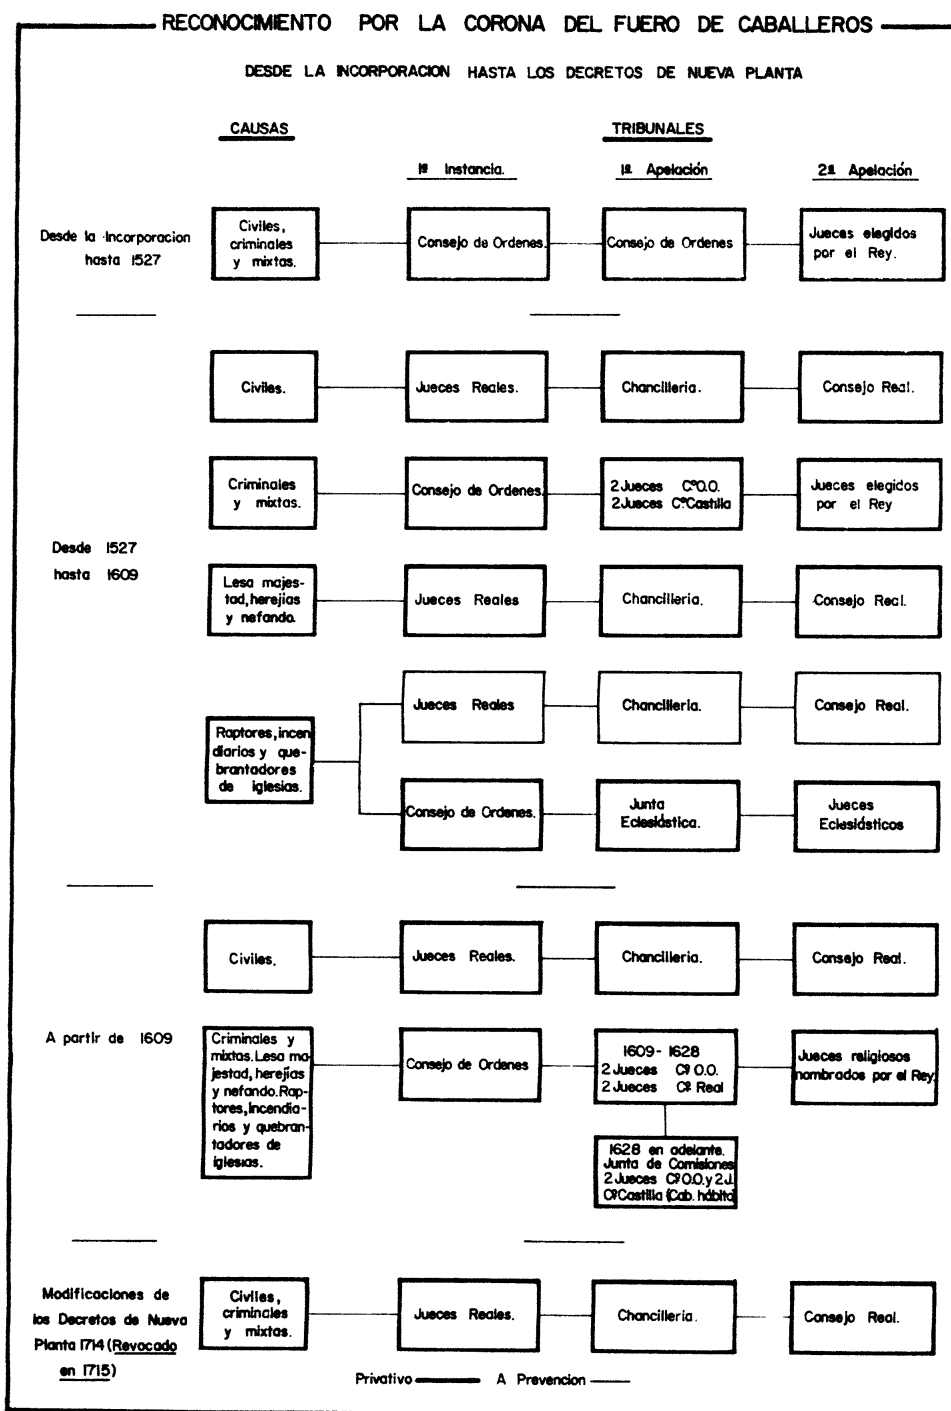 RECONOCIMIENTO POR LA CORONA DEL FUERO DE CABALLEROS
DESDE LA INCORPORACION HASTA LOS DECRETOS DE NUEVA PLANTA
CAUSAS
TRIBUNALES
1ª Instancia.
1ª Apelación
2ª Apelación
Desde la Incorporacion
hasta 1527
Civiles,
criminales
y mixtas.
Consejo de Ordenes.
Consejo de Ordenes
Jueces elegidos
por el Rey.
Desde 1527
hasta 1609
Civiles.
Jueces Reales.
Chancilleria.
Consejo Real.
Criminales
y mixtas.
Consejo de Ordenes.
2 Jueces Cº O.O.
2 Jueces Cº Castilla
Jueces elegidos
por el Rey
Lesa majes-
tad, herejias
y nefando.
Jueces Reales
Chancilleria.
Consejo Real.
Raptores, incen
diarios y que-
brantadores
de iglesias.
Jueces Reales
Chancilleria.
Consejo Real.
Consejo de Ordenes.
Junta
Eclesiástica.
Jueces
Eclesiásticos
A partir de 1609
Civiles.
Jueces Reales.
Chancilleria.
Consejo Real.
Criminales y
mixtas. Lesa ma-
jestad, herejías
y nefando. Rap-
tores, Incendia-
rios y quebran-
tadores de
iglesias.
Consejo de Ordenes
1609 - 1628
2 Jueces Cº O.O.
2 Jueces Cº Real
Jueces religiosos
nombrados por el Rey.
1628 en adelante.
Junta de Comisiones
2 Jueces Cº O.O. y 2 J.
Cº Castilla (Cab. hábito)
Modificaciones de
los Decretos de Nueva
Planta 1714 (Revocado
en 1715)
Civiles,
criminales
y mixtas.
Jueces Reales.
Chancilleria.
Consejo Real.
Privativo
A Prevencion